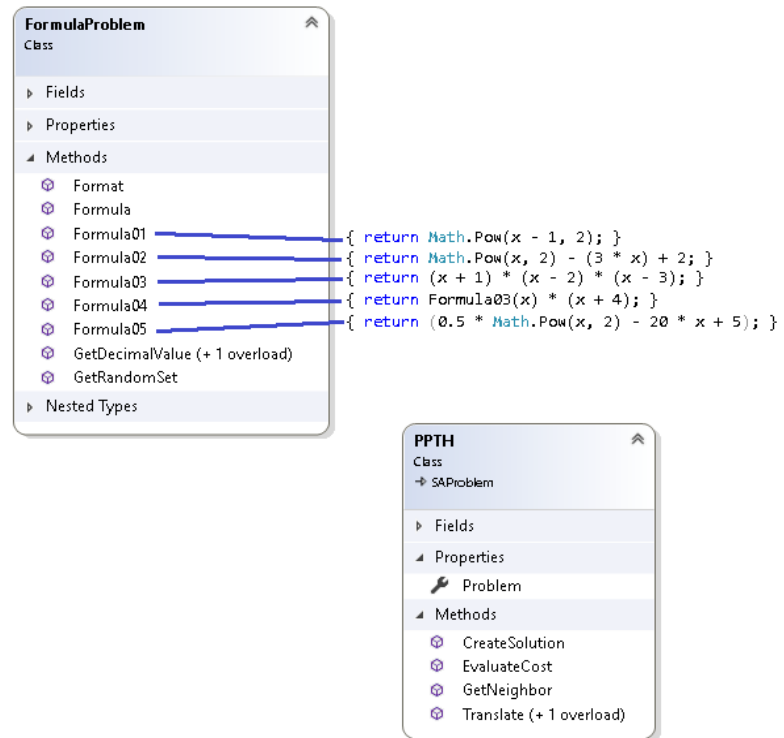 FormulaProblem
Class
Fields
Properties
Methods
Format
Formula
Formula01
{ return Math.Pow(x - 1, 2); }
Formula02
{ return Math.Pow(x, 2) - (3 * x) + 2; }
Formula03
{ return (x + 1) * (x - 2) * (x - 3); }
Formula04
{ return Formula03(x) * (x + 4); }
Formula05
{ return (0.5 * Math.Pow(x, 2) - 20 * x + 5); }
GetDecimalValue (+ 1 overload)
GetRandomSet
Nested Types
PPTH
Class
SAProblem
Fields
Properties
Problem
Methods
CreateSolution
EvaluateCost
GetNeighbor
Translate (+ 1 overload)